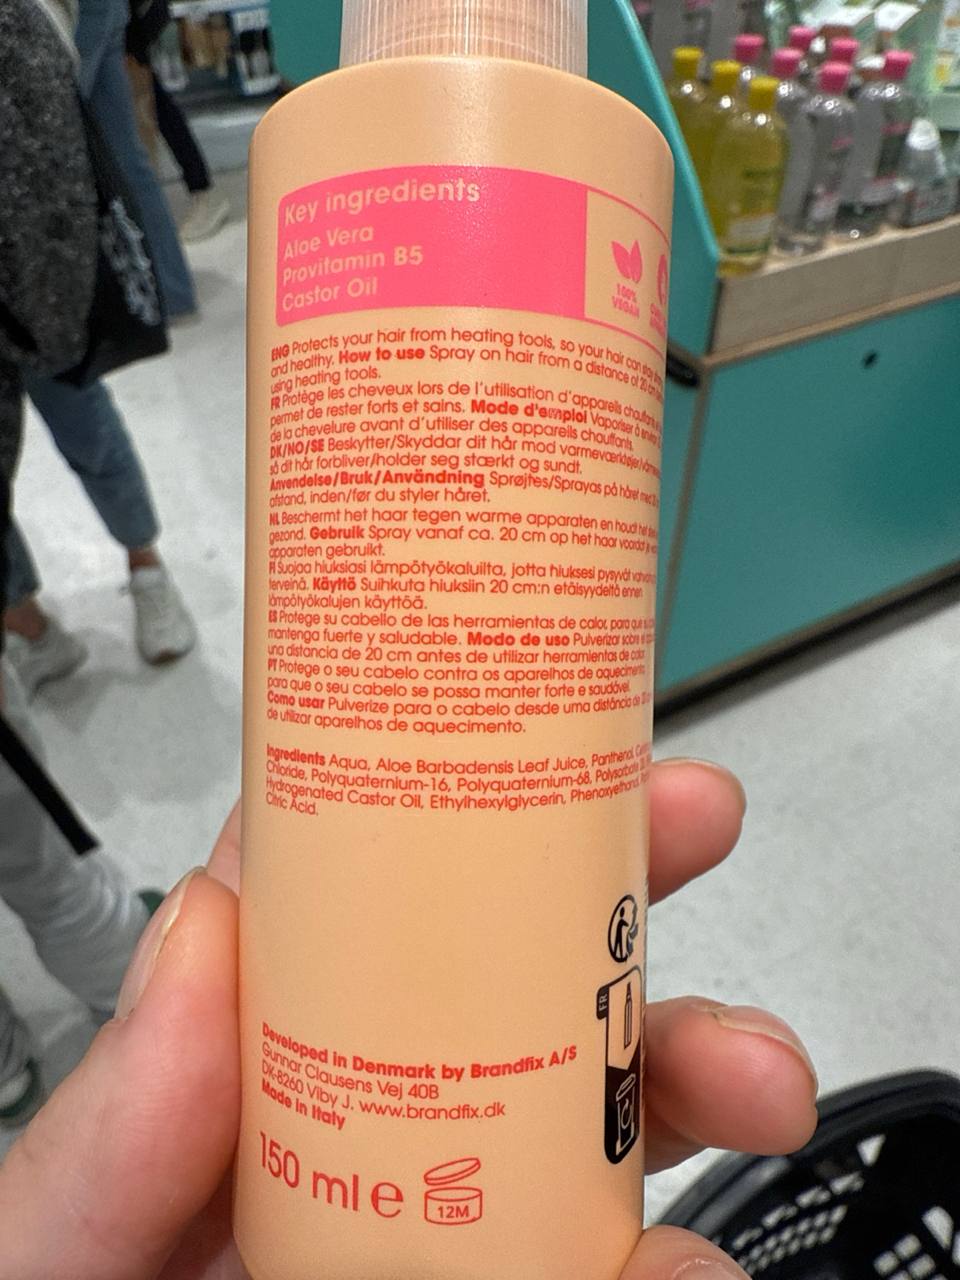 Key ingredients
Aloe Vera
Provitamin B5
Castor Oil
100%
VEGAN
ENG Protects your hair from heating tools, so your hair can stay
and healthy. How to use Spray on hair from a distance of 20 cm
using heating tools.
FR Protège les cheveux lors de l'utilisation d'appareils chauffants
permet de rester forts et sains. Mode d'emploi Vaporiser à
de la chevelure avant d'utiliser des appareils chauffants.
DK/NO/SE Beskytter/Skyddar dit hår mod varmeværktøjer/
så dit hår forbliver/holder seg stærkt og sundt.
Anvendelse/Bruk/Användning Sprøjtes/Sprayas på håret med
afstand, inden/før du styler håret.
NL Beschermt het haar tegen warme apparaten en houdt het
gezond. Gebruik Spray vanaf ca. 20 cm op het haar voordat je
apparaten gebruikt.
FI Suojaa hiuksiasi lämpötyökaluilta, jotta hiuksesi pysyvät
terveinä. Käyttö Suihkuta hiuksiin 20 cm:n etäisyydeltä ennen
lämpötyökalujen käyttöä.
ES Protege su cabello de las herramientas de calor, para que
mantenga fuerte y saludable. Modo de uso Pulverizar sobre el
una distancia de 20 cm antes de utilizar herramientas de calor.
PT Protege o seu cabelo contra os aparelhos de aquecimento,
para que o seu cabelo se possa manter forte e saudável.
Como usar Pulverize para o cabelo desde uma distância de
de utilizar aparelhos de aquecimento.
Ingredients Aqua, Aloe Barbadensis Leaf Juice, Panthenol,
Chloride, Polyquaternium-16, Polyquaternium-68, Polysorbate
Hydrogenated Castor Oil, Ethylhexylglycerin, Phenoxyethanol,
Citric Acid.
FR
Developed in Denmark by Brandfix A/S
Gunnar Clausens Vej 40B
DK-8260 Viby J. www.brandfix.dk
Made in Italy
150 ml e
12M